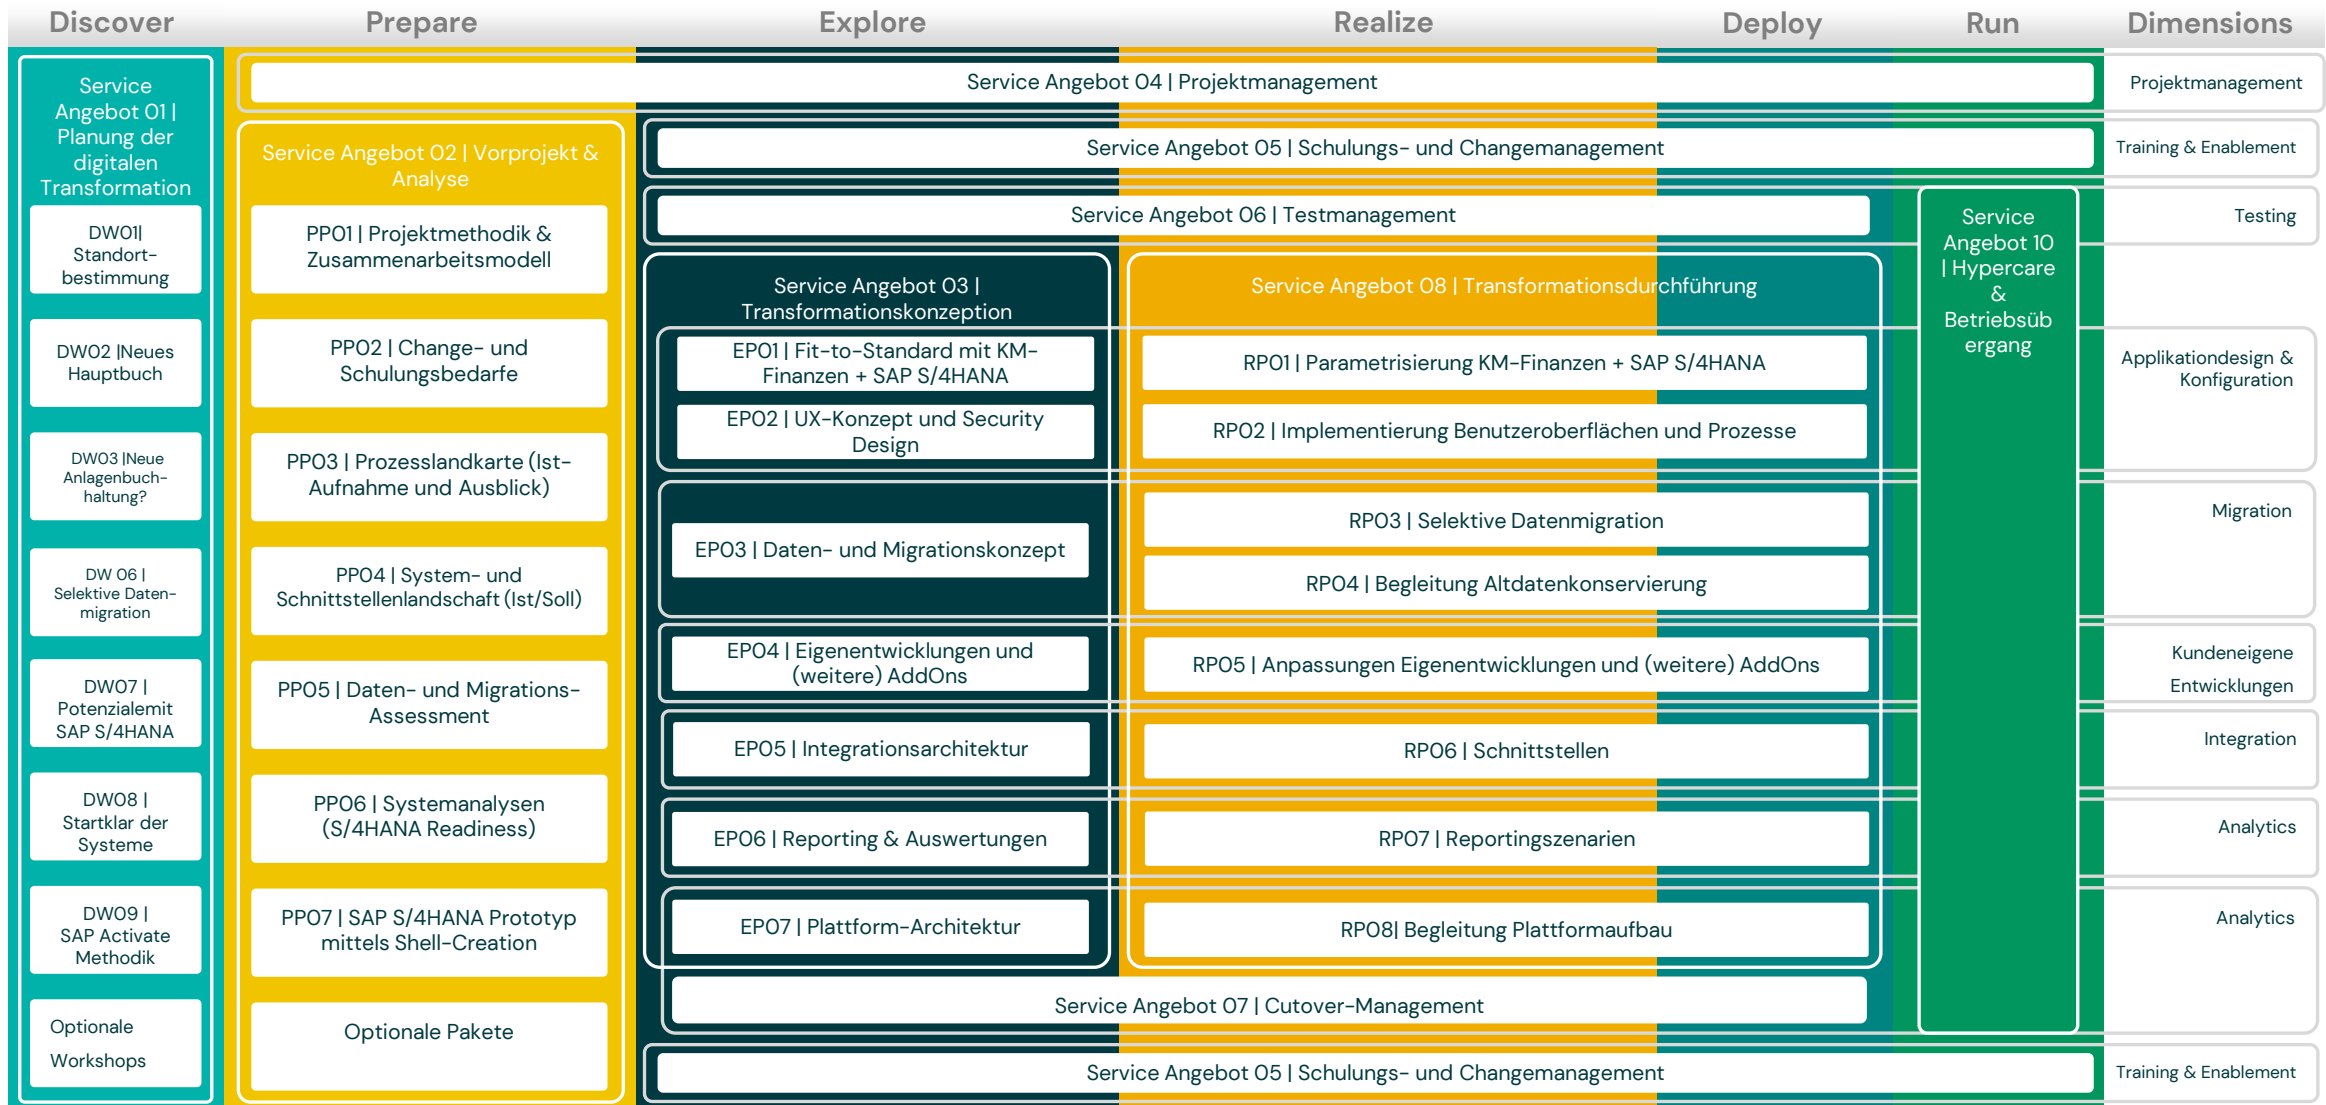 Discover
Prepare
Explore
Realize
Deploy
Run
Dimensions
Service
Angebot 01 |
Planung der
digitalen
Transformation
DW01|
Standort-
bestimmung
DW02 |Neues
Hauptbuch
DW03 |Neue
Anlagenbuch-
haltung?
DW 06 |
Selektive Daten-
migration
DW07 |
Potenzialemit
SAP S/4HANA
DW08 |
Startklar der
Systeme
DW09 |
SAP Activate
Methodik
Optionale
Workshops
Service Angebot 04 | Projektmanagement
Projektmanagement
Service Angebot 02 | Vorprojekt &
Analyse
PP01 | Projektmethodik &
Zusammenarbeitsmodell
PP02 | Change- und
Schulungsbedarfe
PP03 | Prozesslandkarte (Ist-
Aufnahme und Ausblick)
PP04 | System- und
Schnittstellenlandschaft (Ist/Soll)
PP05 | Daten- und Migrations-
Assessment
PP06 | Systemanalysen
(S/4HANA Readiness)
PP07 | SAP S/4HANA Prototyp
mittels Shell-Creation
Optionale Pakete
Service Angebot 05 | Schulungs- und Changemanagement
Training & Enablement
Service Angebot 06 | Testmanagement
Testing
Service Angebot 03 |
Transformationskonzeption
EP01 | Fit-to-Standard mit KM-
Finanzen + SAP S/4HANA
EP02 | UX-Konzept und Security
Design
EP03 | Daten- und Migrationskonzept
EP04 | Eigenentwicklungen und
(weitere) AddOns
EP05 | Integrationsarchitektur
EP06 | Reporting & Auswertungen
EP07 | Plattform-Architektur
Service Angebot 08 | Transformationsdurchführung
RP01 | Parametrisierung KM-Finanzen + SAP S/4HANA
RP02 | Implementierung Benutzeroberflächen und Prozesse
RP03 | Selektive Datenmigration
RP04 | Begleitung Altdatenkonservierung
RP05 | Anpassungen Eigenentwicklungen und (weitere) AddOns
RP06 | Schnittstellen
RP07 | Reportingszenarien
RP08| Begleitung Plattformaufbau
Service
Angebot 10
| Hypercare
&
Betriebsüb
ergang
Applikationdesign &
Konfiguration
Migration
Kundeneigene
Entwicklungen
Integration
Analytics
Analytics
Service Angebot 07 | Cutover-Management
Service Angebot 05 | Schulungs- und Changemanagement
Training & Enablement